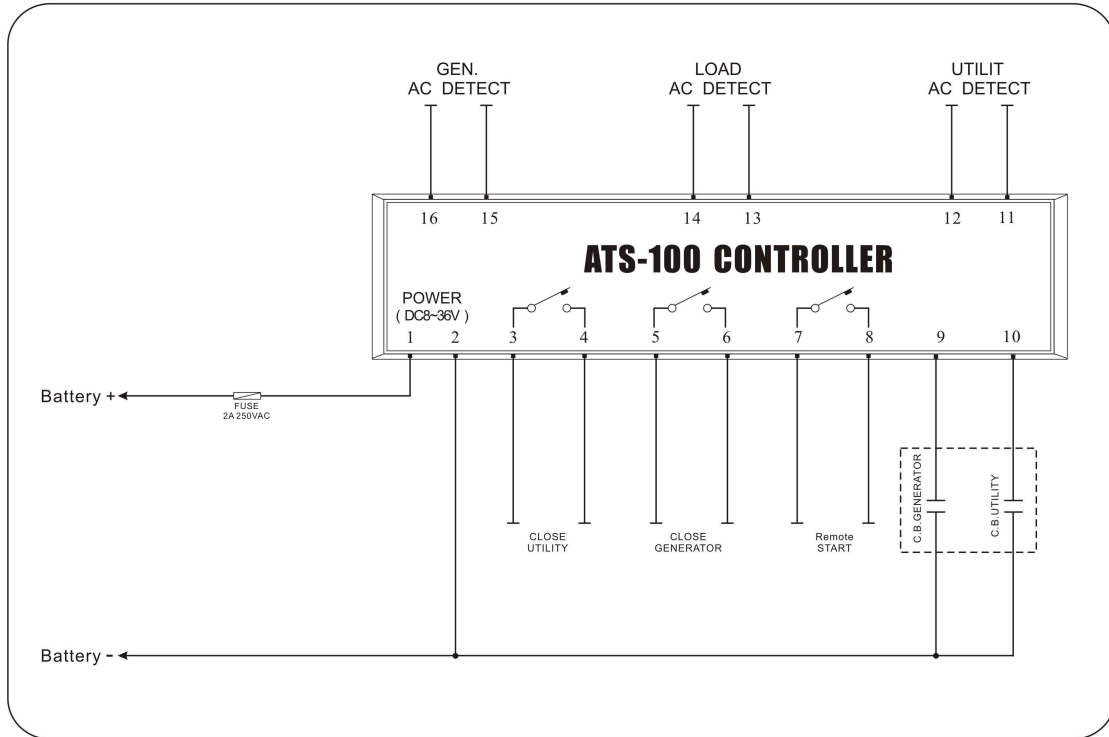 GEN.
AC DETECT
LOAD
AC DETECT
UTILIT
AC DETECT
16 15 14 13 12 11
ATS-100 CONTROLLER
POWER
( DC8~36V )
1 2 3 4 5 6 7 8 9 10
Battery +
FUSE
2A 250VAC
C.B.GENERATOR
C.B.UTILITY
CLOSE
UTILITY
CLOSE
GENERATOR
Remote
START
Battery -